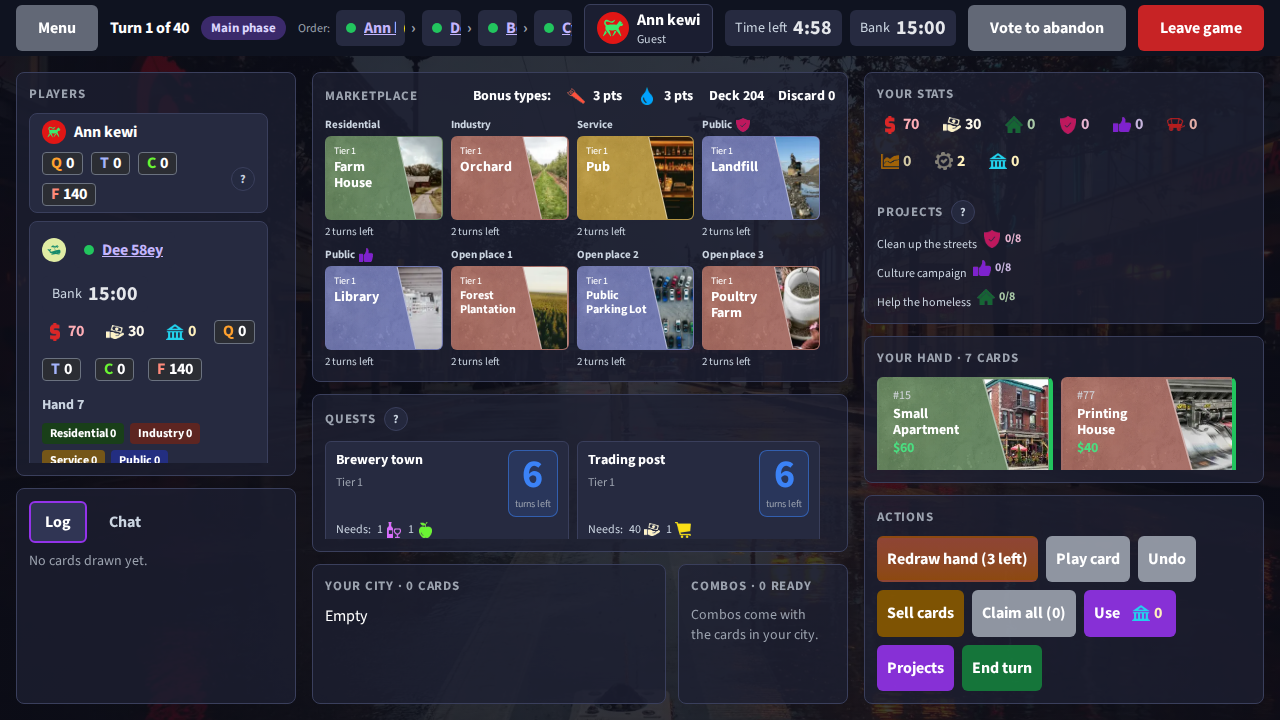 Menu
Turn 1 of 40
Main phase
Order:
Ann
›
D
›
B
›
C
Ann kewi
Guest
Time left 4:58
Bank 15:00
Vote to abandon
Leave game
PLAYERS
Ann kewi
Q 0
T 0
C 0
F 140
?
Dee 58ey
Bank 15:00
70
30
0
Q 0
T 0
C 0
F 140
Hand 7
Residential 0
Industry 0
Service 0
Public 0
Log
Chat
No cards drawn yet.
MARKETPLACE
Bonus types:
3 pts
3 pts
Deck 204
Discard 0
Residential
Industry
Service
Public
Tier 1
Farm
House
Tier 1
Orchard
Tier 1
Pub
Tier 1
Landfill
2 turns left
2 turns left
2 turns left
2 turns left
Public
Open place 1
Open place 2
Open place 3
Tier 1
Library
Tier 1
Forest
Plantation
Tier 1
Public
Parking Lot
Tier 1
Poultry
Farm
2 turns left
2 turns left
2 turns left
2 turns left
QUESTS
?
Brewery town
Tier 1
6
turns left
Needs: 1 1
Trading post
Tier 1
6
turns left
Needs: 40 1
YOUR CITY · 0 CARDS
Empty
COMBOS · 0 READY
Combos come with
the cards in your city.
YOUR STATS
70
30
0
0
0
0
0
2
0
PROJECTS
?
Clean up the streets 0/8
Culture campaign 0/8
Help the homeless 0/8
YOUR HAND · 7 CARDS
#15
Small
Apartment
$60
#77
Printing
House
$40
ACTIONS
Redraw hand (3 left)
Play card
Undo
Sell cards
Claim all (0)
Use 0
Projects
End turn